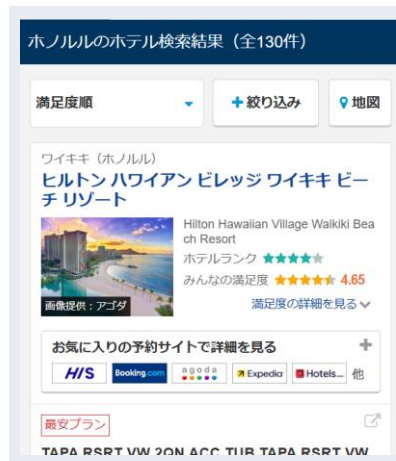 ホノルルのホテル検索結果（全130件）
満足度順
+絞り込み
地図
ワイキキ（ホノルル）
ヒルトン ハワイアン ビレッジ ワイキキ ビー
チ リゾート
Hilton Hawaiian Village Waikiki Bea
ch Resort
ホテルランク ★★★★★
みんなの満足度 ★★★★★ 4.65
画像提供：アゴダ
満足度の詳細を見る
お気に入りの予約サイトで詳細を見る +
H/S Booking.com agoda Expedia Hotels... 他
最安プラン
TAPA RSRT VW 2QN ACC TUB TAPA RSRT VW